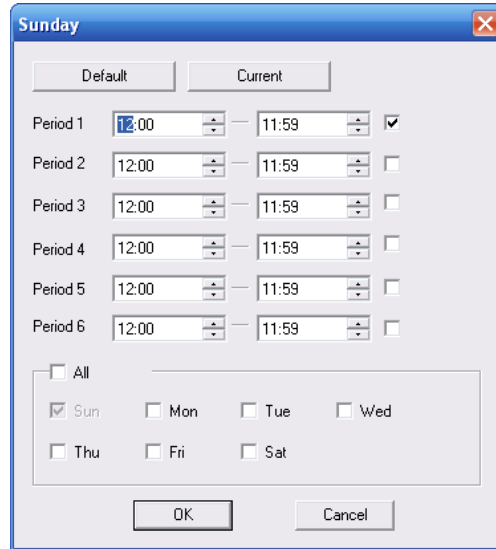 Sunday
Default Current
Period 1 12:00 11:59
Period 2 12:00 11:59
Period 3 12:00 11:59
Period 4 12:00 11:59
Period 5 12:00 11:59
Period 6 12:00 11:59
All
Sun Mon Tue Wed
Thu Fri Sat
OK Cancel